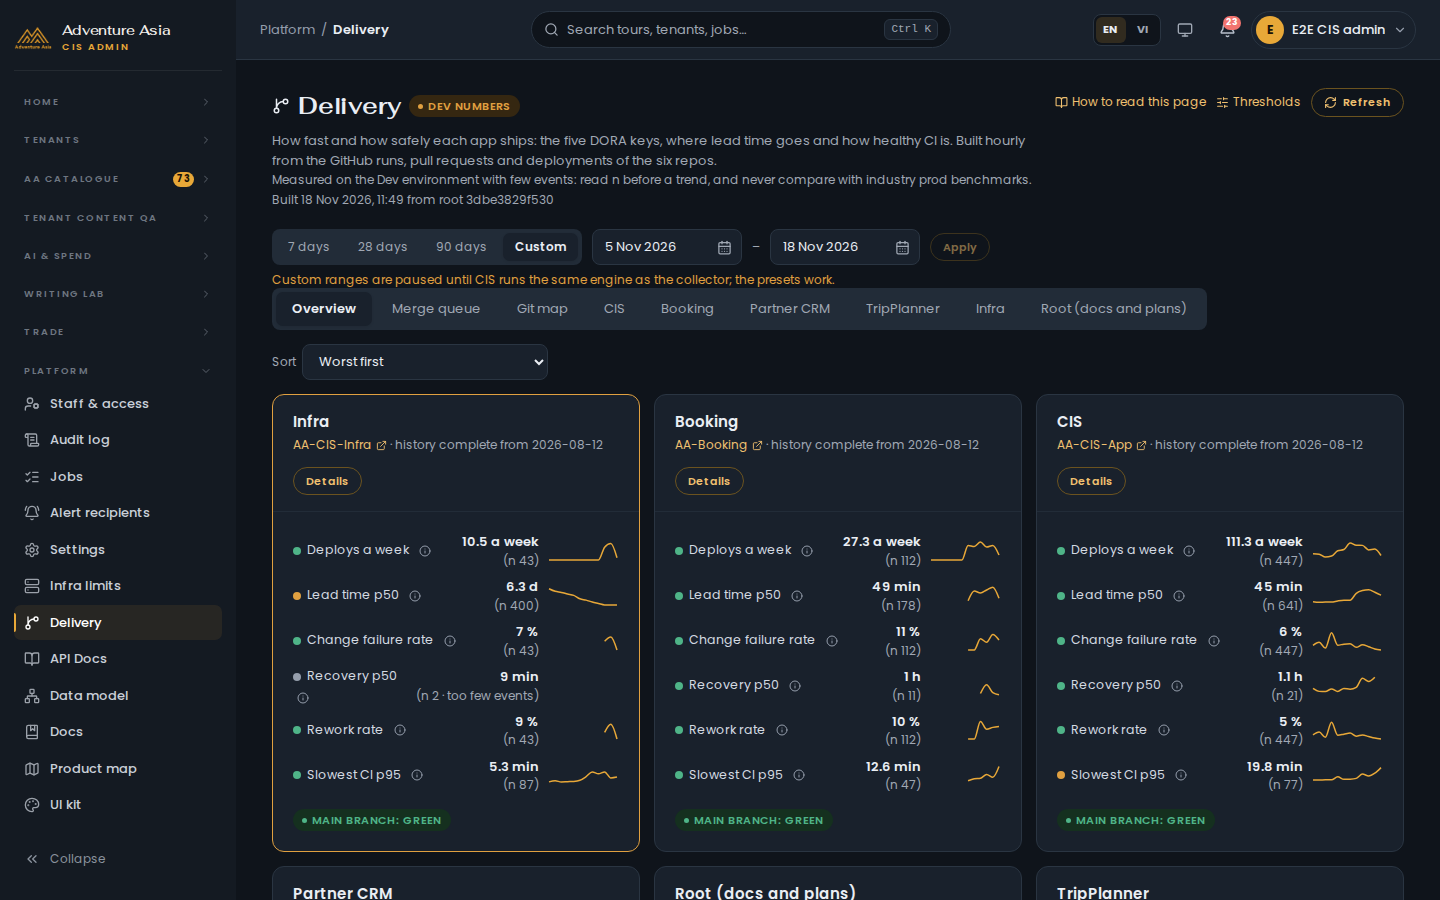 Adventure Asia
CIS ADMIN
Adventure Asia
Platform / Delivery
Search tours, tenants, jobs...
Ctrl K
EN
VI
23
E
E2E CIS admin
HOME
TENANTS
AA CATALOGUE
73
TENANT CONTENT QA
AI & SPEND
WRITING LAB
TRADE
PLATFORM
Staff & access
Audit log
Jobs
Alert recipients
Settings
Infra limits
Delivery
API Docs
Data model
Docs
Product map
UI kit
Collapse
Delivery
DEV NUMBERS
How to read this page
Thresholds
Refresh
How fast and how safely each app ships: the five DORA keys, where lead time goes and how healthy CI is. Built hourly
from the GitHub runs, pull requests and deployments of the six repos.
Measured on the Dev environment with few events: read n before a trend, and never compare with industry prod benchmarks.
Built 18 Nov 2026, 11:49 from root 3dbe3829f530
7 days
28 days
90 days
Custom
5 Nov 2026
–
18 Nov 2026
Apply
Custom ranges are paused until CIS runs the same engine as the collector; the presets work.
Overview
Merge queue
Git map
CIS
Booking
Partner CRM
TripPlanner
Infra
Root (docs and plans)
Sort
Worst first
Infra
AA-CIS-Infra · history complete from 2026-08-12
Details
Deploys a week
10.5 a week
(n 43)
Lead time p50
6.3 d
(n 400)
Change failure rate
7 %
(n 43)
Recovery p50
9 min
(n 2 · too few events)
Rework rate
9 %
(n 43)
Slowest CI p95
5.3 min
(n 87)
MAIN BRANCH: GREEN
Booking
AA-Booking · history complete from 2026-08-12
Details
Deploys a week
27.3 a week
(n 112)
Lead time p50
49 min
(n 178)
Change failure rate
11 %
(n 112)
Recovery p50
1 h
(n 11)
Rework rate
10 %
(n 112)
Slowest CI p95
12.6 min
(n 47)
MAIN BRANCH: GREEN
CIS
AA-CIS-App · history complete from 2026-08-12
Details
Deploys a week
111.3 a week
(n 447)
Lead time p50
45 min
(n 641)
Change failure rate
6 %
(n 447)
Recovery p50
1.1 h
(n 21)
Rework rate
5 %
(n 447)
Slowest CI p95
19.8 min
(n 77)
MAIN BRANCH: GREEN
Partner CRM
Root (docs and plans)
TripPlanner